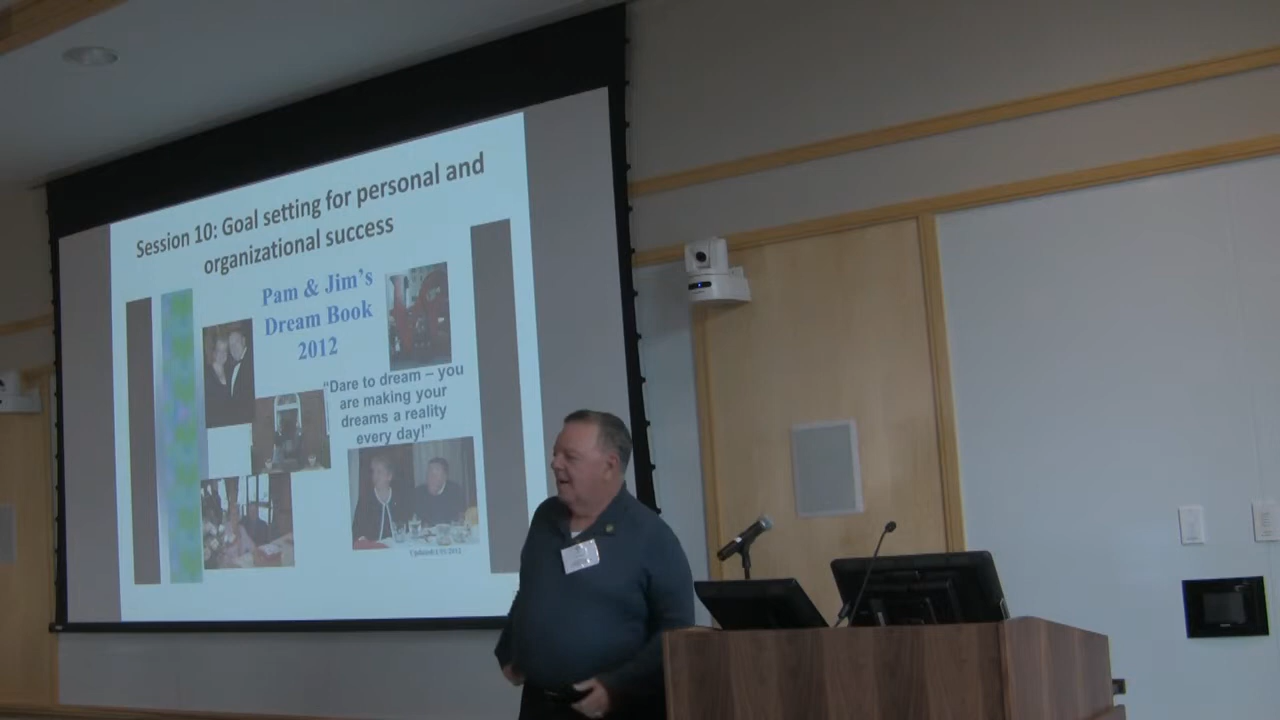 Session 10: Goal setting for personal and
organizational success
Pam & Jim's
Dream Book
2012
“Dare to dream – you
are making your
dreams a reality
every day!”